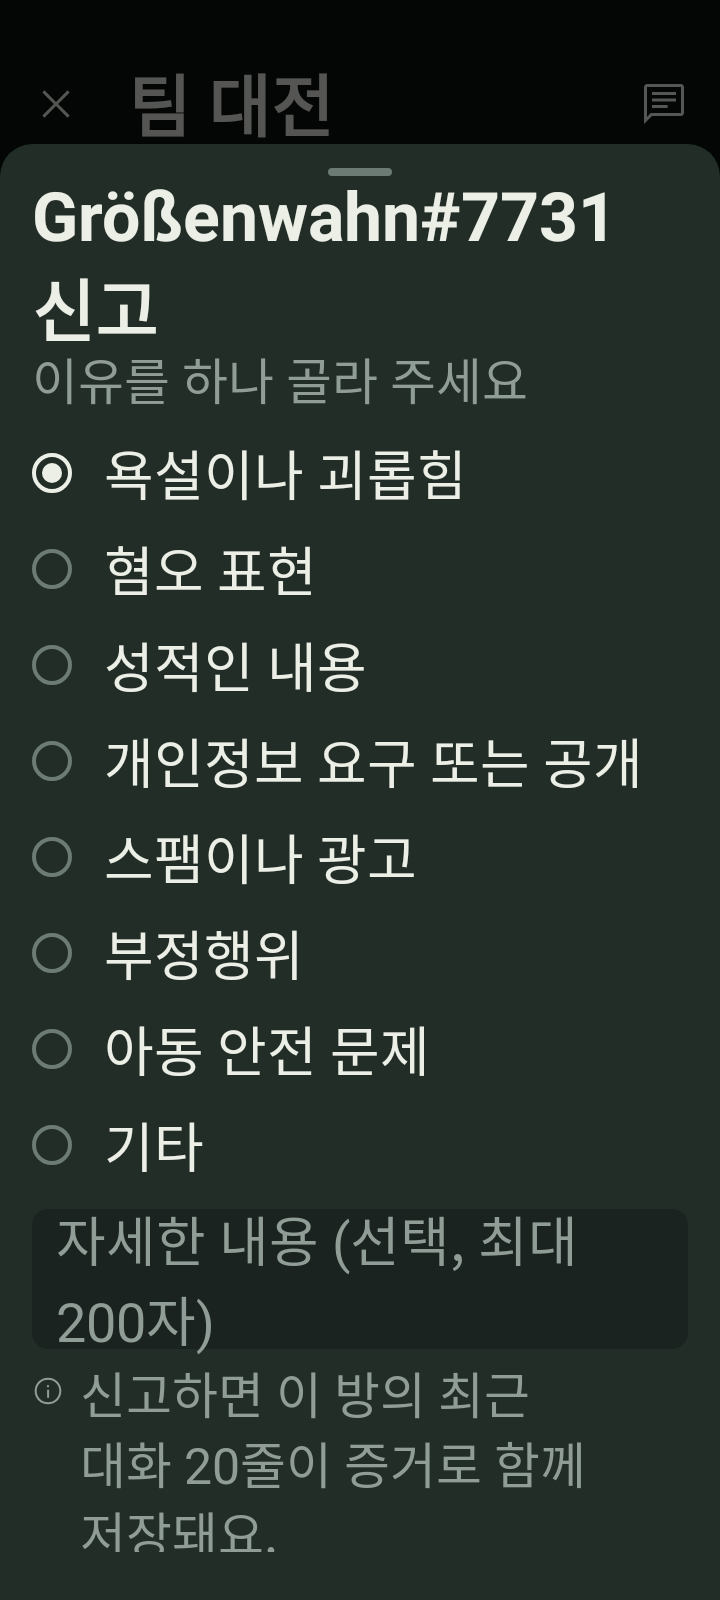 팀 대전
Größenwahn#7731
신고
이유를 하나 골라 주세요
욕설이나 괴롭힘
혐오 표현
성적인 내용
개인정보 요구 또는 공개
스팸이나 광고
부정행위
아동 안전 문제
기타
자세한 내용 (선택, 최대
200자)
신고하면 이 방의 최근
대화 20줄이 증거로 함께
저장돼요.